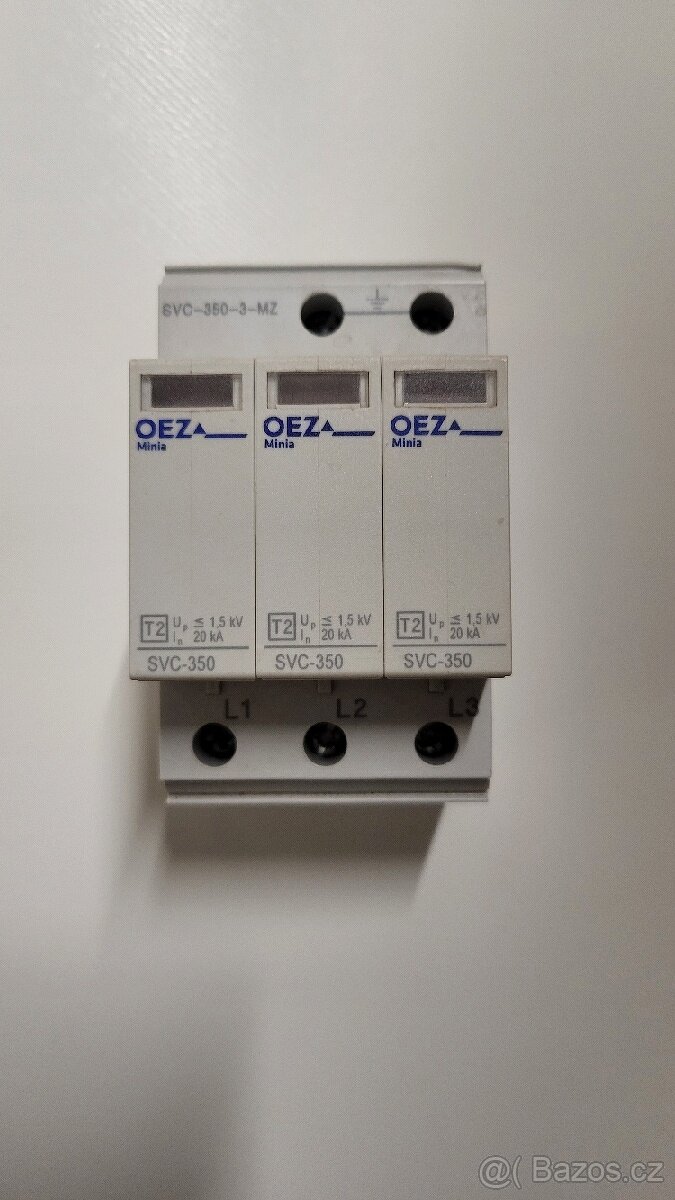 SVC-350-3-MZ
OEZ
Minia
OEZ
Minia
OEZ
Minia
T2 Up ≤ 1,5 kV
In 20 kA
SVC-350
T2 Up ≤ 1,5 kV
In 20 kA
SVC-350
T2 Up ≤ 1,5 kV
In 20 kA
SVC-350
L1 L2 L3
@( Bazos.cz